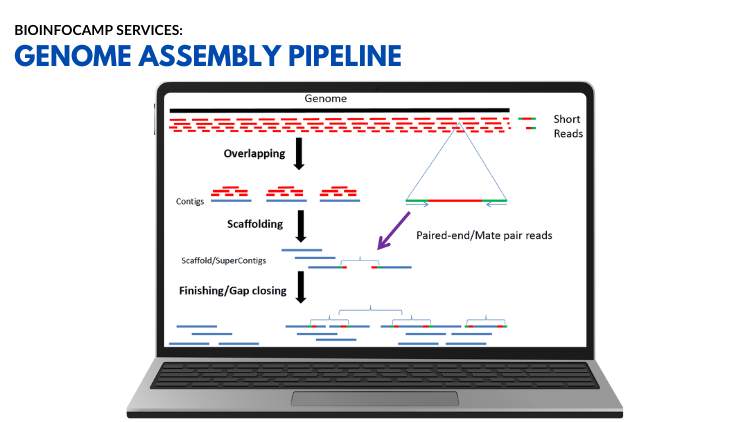 BIOINFOCAMP SERVICES:
GENOME ASSEMBLY PIPELINE
Genome
Short
Reads
Overlapping
Contigs
Scaffolding
Paired-end/Mate pair reads
Scaffold/SuperContigs
Finishing/Gap closing